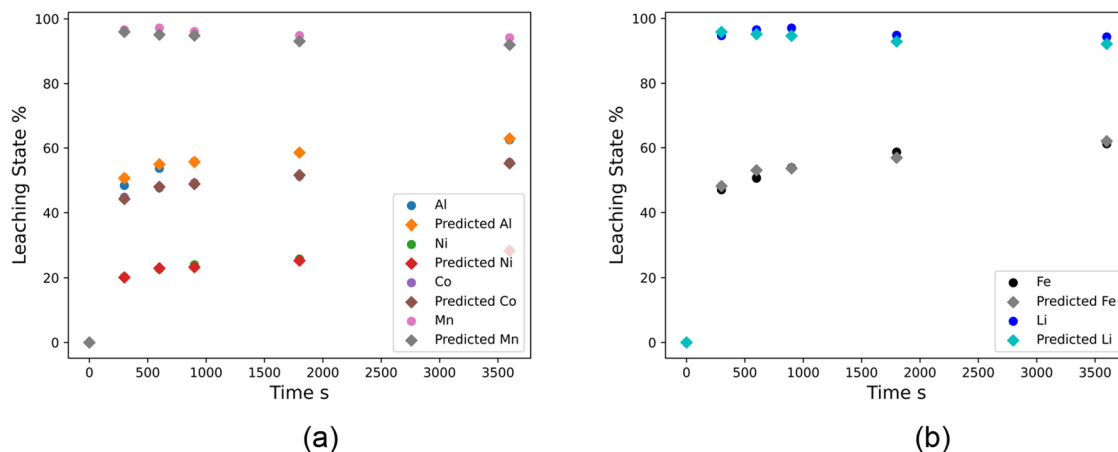 100
80
60
40
20
0
Leaching State %
Al
Predicted Al
Ni
Predicted Ni
Co
Predicted Co
Mn
Predicted Mn
0 500 1000 1500 2000 2500 3000 3500
Time s
(a)
100
80
60
40
20
0
Leaching State %
Fe
Predicted Fe
Li
Predicted Li
0 500 1000 1500 2000 2500 3000 3500
Time s
(b)